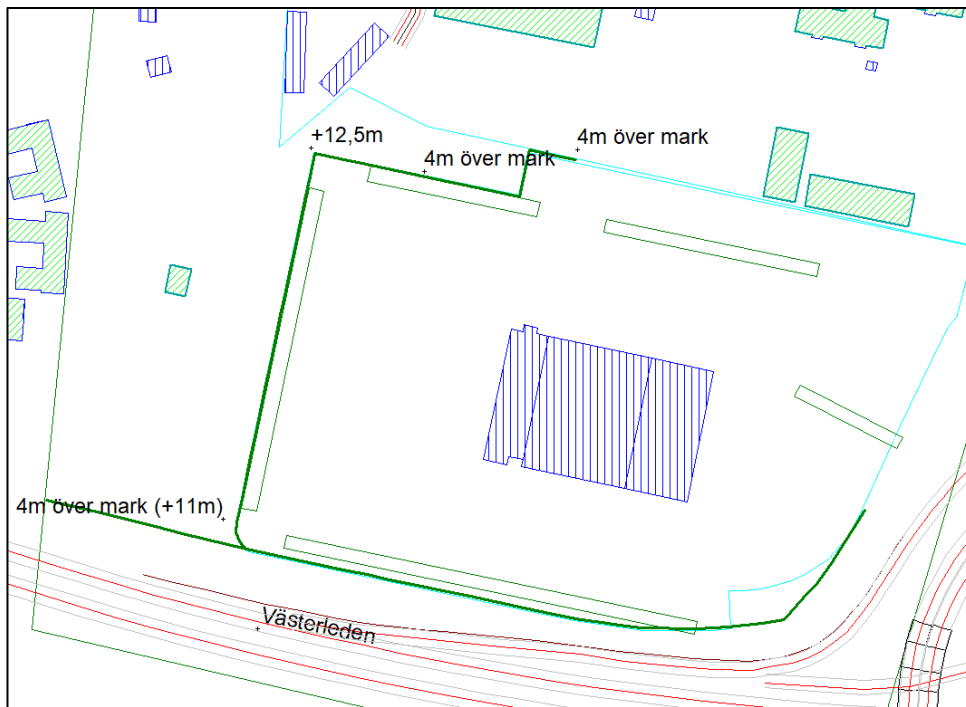 +12,5m
4m över mark
4m över mark
4m över mark (+11m)
Västerleden